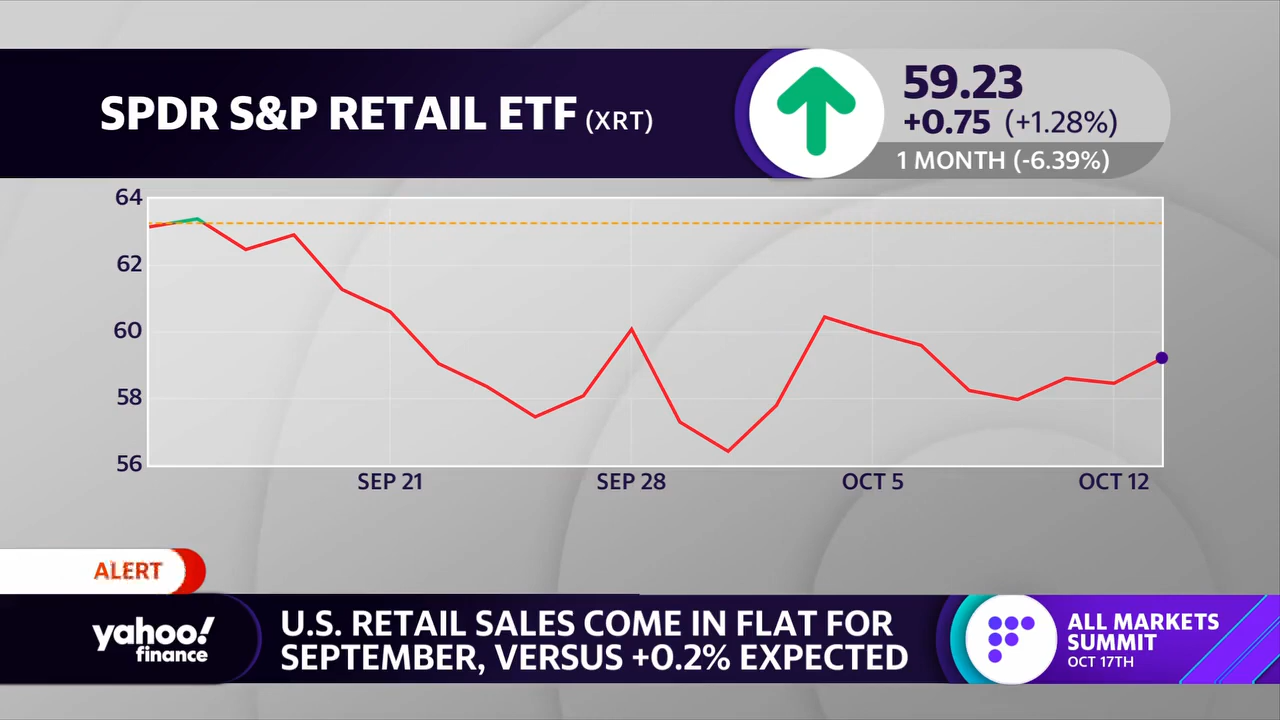 SPDR S&P RETAIL ETF (XRT)
59.23
+0.75 (+1.28%)
1 MONTH (-6.39%)
64
62
60
58
56
SEP 21 SEP 28 OCT 5 OCT 12
ALERT
yahoo!
finance
U.S. RETAIL SALES COME IN FLAT FOR
SEPTEMBER, VERSUS +0.2% EXPECTED
ALL MARKETS
SUMMIT
OCT 17TH